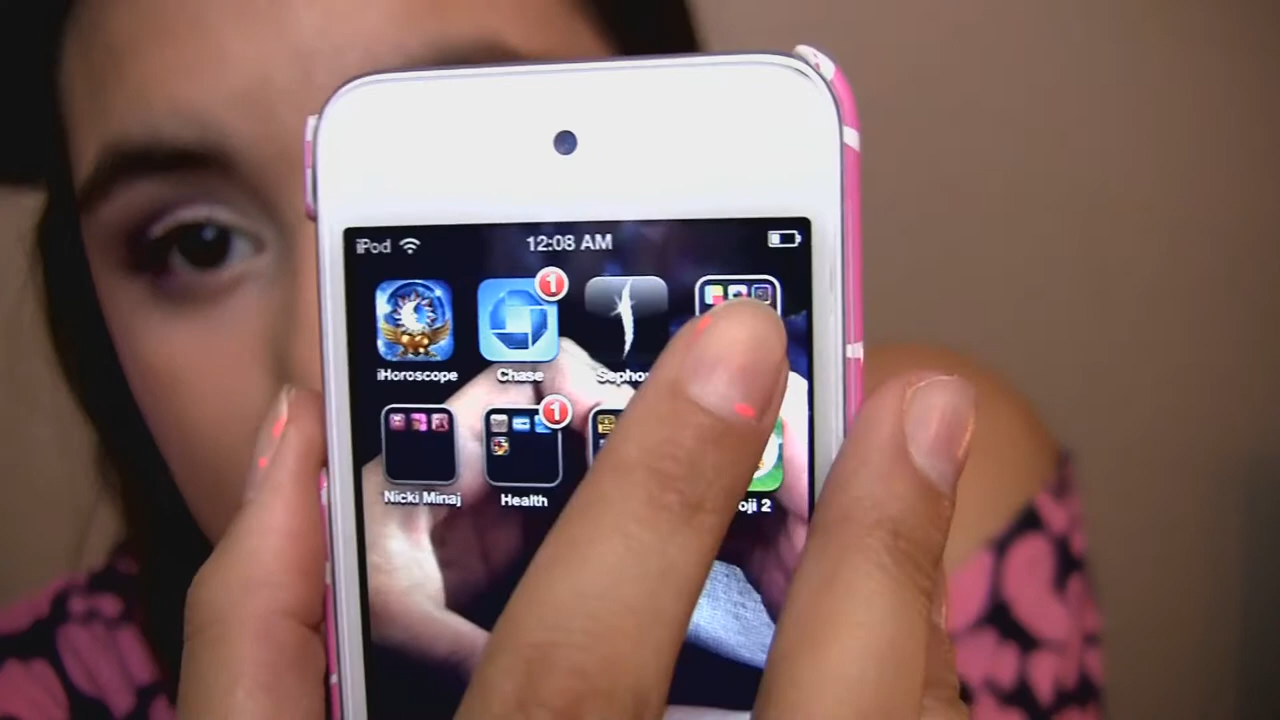 iPod 12:08 AM
1
iHoroscope Chase
1
Nicki Minaj Health